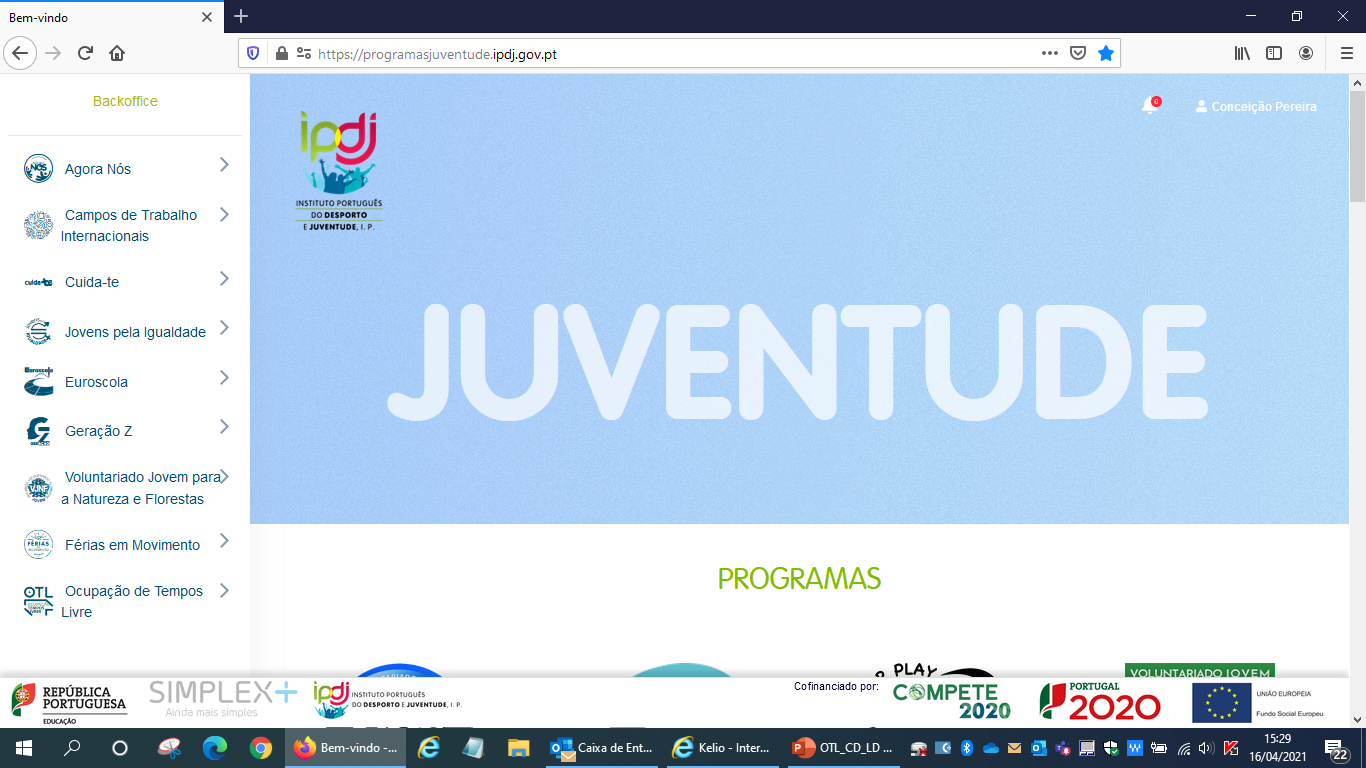 Bem-vindo
https://programasjuventude.ipdj.gov.pt
Backoffice
Agora Nós
Campos de Trabalho
Internacionais
Cuida-te
Jovens pela Igualdade
Euroscola
Geração Z
Voluntariado Jovem para
a Natureza e Florestas
Férias em Movimento
Ocupação de Tempos
Livre
0
Conceição Pereira
ipdj
INSTITUTO PORTUGUÊS
DO DESPORTO
E JUVENTUDE, I. P.
JUVENTUDE
PROGRAMAS
PLAY
VOLUNTARIADO JOVEM
REPÚBLICA
PORTUGUESA
EDUCAÇÃO
SIMPLEX+
Ainda mais simples
ipdj
INSTITUTO PORTUGUÊS
DO DESPORTO E JUVENTUDE, I. P.
Cofinanciado por:
COMPETE
2020
PORTUGAL
2020
UNIÃO EUROPEIA
Fundo Social Europeu
Bem-vindo -...
Caixa de Ent...
Kelio - Inter...
OTL_CD_LD ...
15:29
16/04/2021
22